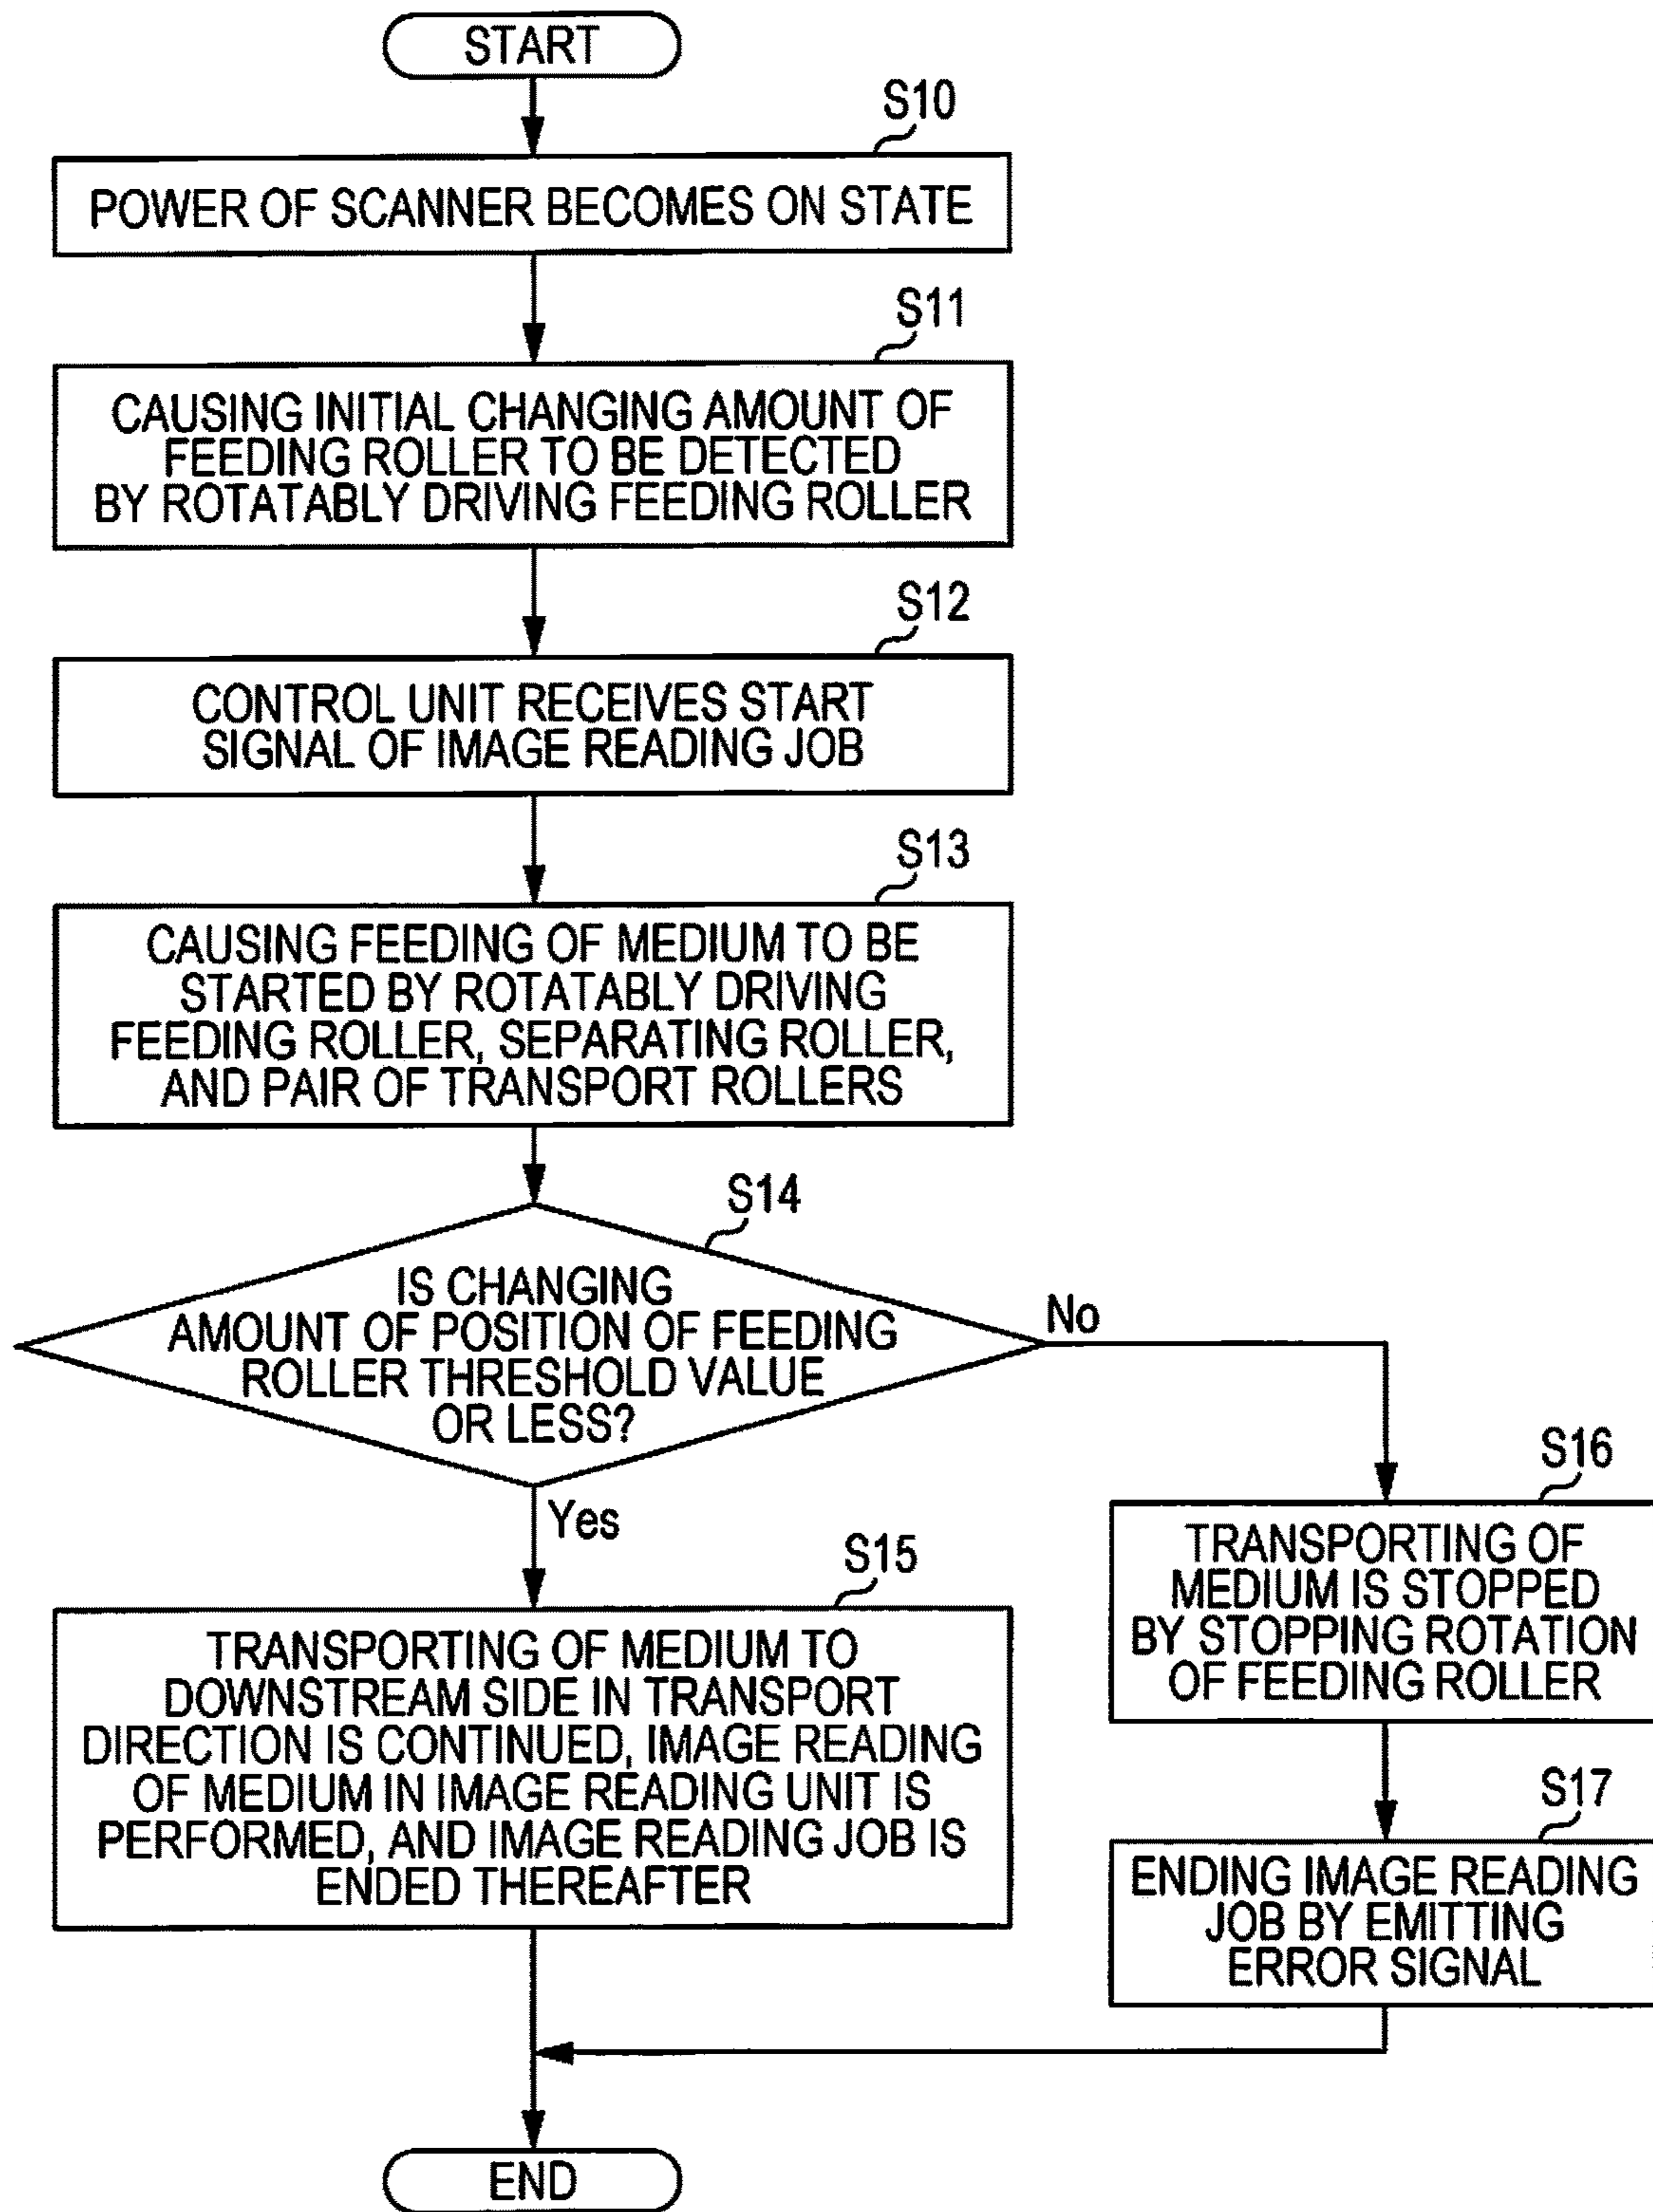 START
S10
POWER OF SCANNER BECOMES ON STATE
S11
CAUSING INITIAL CHANGING AMOUNT OF
FEEDING ROLLER TO BE DETECTED
BY ROTATABLY DRIVING FEEDING ROLLER
S12
CONTROL UNIT RECEIVES START
SIGNAL OF IMAGE READING JOB
S13
CAUSING FEEDING OF MEDIUM TO BE
STARTED BY ROTATABLY DRIVING
FEEDING ROLLER, SEPARATING ROLLER,
AND PAIR OF TRANSPORT ROLLERS
S14
IS CHANGING
AMOUNT OF POSITION OF FEEDING
ROLLER THRESHOLD VALUE
OR LESS?
No
Yes
S15
TRANSPORTING OF MEDIUM TO
DOWNSTREAM SIDE IN TRANSPORT
DIRECTION IS CONTINUED, IMAGE READING
OF MEDIUM IN IMAGE READING UNIT IS
PERFORMED, AND IMAGE READING JOB IS
ENDED THEREAFTER
S16
TRANSPORTING OF
MEDIUM IS STOPPED
BY STOPPING ROTATION
OF FEEDING ROLLER
S17
ENDING IMAGE READING
JOB BY EMITTING
ERROR SIGNAL
END